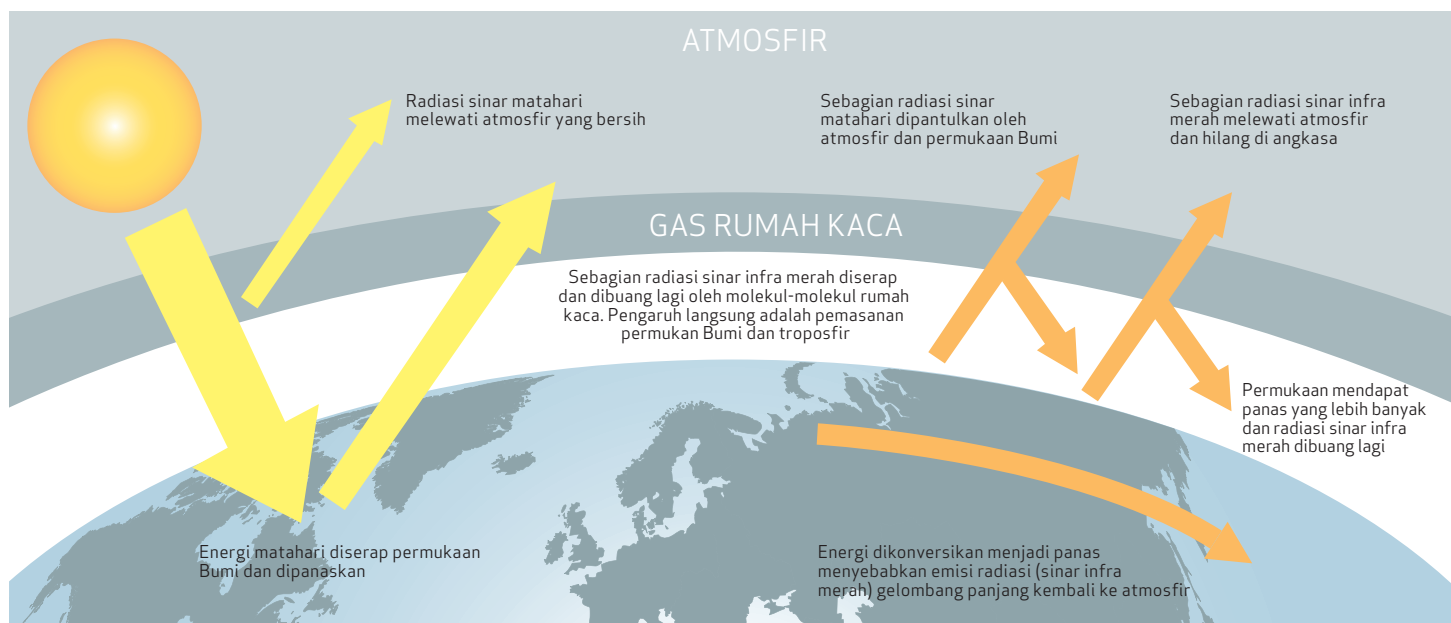 ATMOSFIR
Radiasi sinar matahari
melewati atmosfir yang bersih
Sebagian radiasi sinar
matahari dipantulkan oleh
atmosfir dan permukaan Bumi
Sebagian radiasi sinar infra
merah melewati atmosfir
dan hilang di angkasa
GAS RUMAH KACA
Sebagian radiasi sinar infra merah diserap
dan dibuang lagi oleh molekul-molekul rumah
kaca. Pengaruh langsung adalah pemasanan
permukan Bumi dan troposfir
Permukaan mendapat
panas yang lebih banyak
dan radiasi sinar infra
merah dibuang lagi
Energi matahari diserap permukaan
Bumi dan dipanaskan
Energi dikonversikan menjadi panas
menyebabkan emisi radiasi (sinar infra
merah) gelombang panjang kembali ke atmosfir